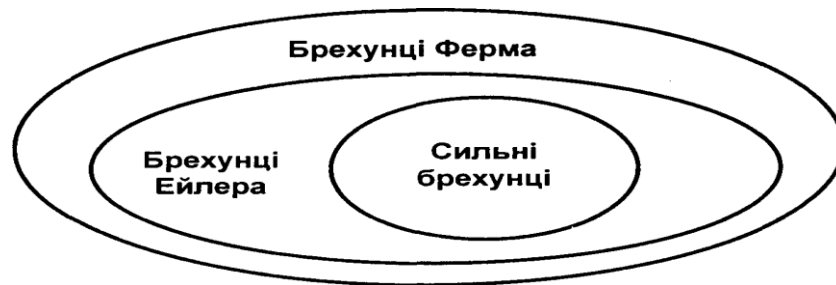 Брехунці Ферма
Брехунці
Ейлера
Сильні
брехунці